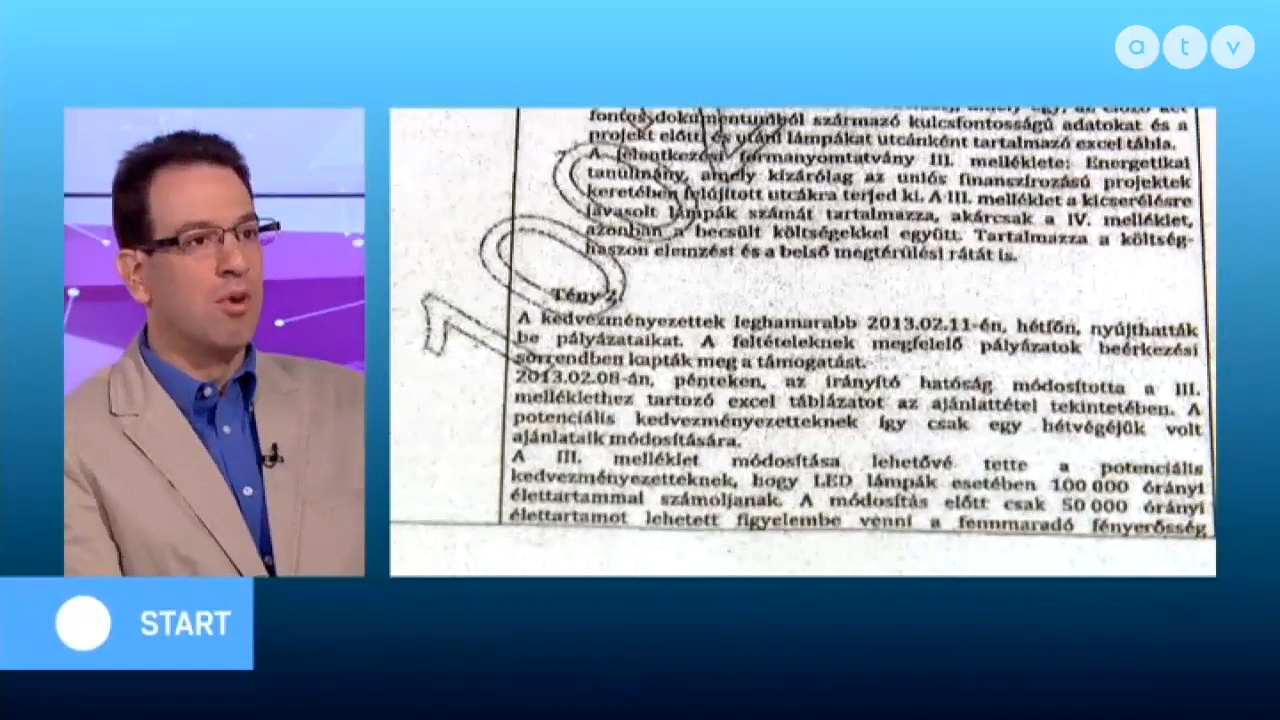 atv
fontos dokumentumból származó kulcsfontosságú adatokat és a
projekt előtti és utáni lámpákat utcánként tartalmazó excel tábla.
A jelentkezési formanyomtatvány III. melléklete: Energetikai
tanulmány, amely kizárólag az uniós finanszírozású projektek
keretében felújított utcákra terjed ki. A III. melléklet a kicserélésre
javasolt lámpák számát tartalmazza, akárcsak a IV. melléklet,
azonban a becsült költségekkel együtt. Tartalmazza a költség-
haszon elemzést és a belső megtérülési rátát is.
Tény 2:
A kedvezményezettek leghamarabb 2013.02.11-én, hétfőn, nyújthatták
be pályázataikat. A feltételeknek megfelelő pályázatok beérkezési
sorrendben kapták meg a támogatást.
2013.02.08-án, pénteken, az irányító hatóság módosította a III.
melléklethez tartozó excel táblázatot az ajánlattétel tekintetében. A
potenciális kedvezményezetteknek így csak egy hétvégéjük volt
ajánlataik módosítására.
A III. melléklet módosítása lehetővé tette a potenciális
kedvezményezetteknek, hogy LED lámpák esetében 100 000 órányi
élettartammal számoljanak. A módosítás előtt csak 50 000 órányi
élettartamot lehetett figyelembe venni a fennmaradó fényerősség
START